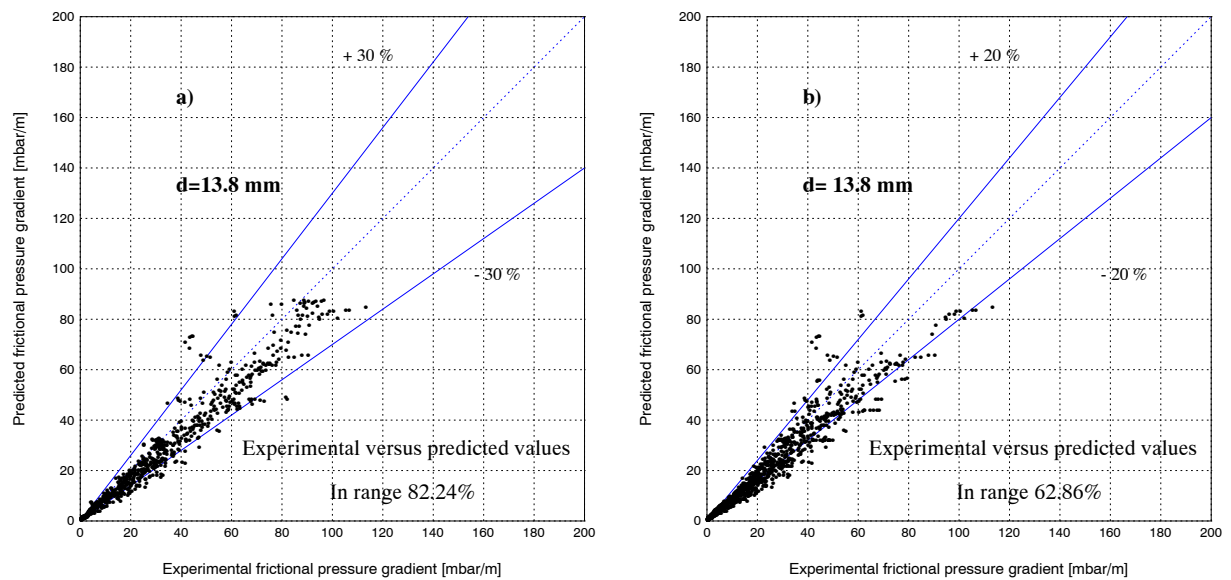 200
180
160
140
120
100
80
60
40
20
0
Predicted frictional pressure gradient [mbar/m]
+ 30 %
a)
d=13.8 mm
- 30 %
Experimental versus predicted values
In range 82.24%
0 20 40 60 80 100 120 140 160 180 200
Experimental frictional pressure gradient [mbar/m]
200
180
160
140
120
100
80
60
40
20
0
Predicted frictional pressure gradient [mbar/m]
+ 20 %
b)
d= 13.8 mm
- 20 %
Experimental versus predicted values
In range 62.86%
0 20 40 60 80 100 120 140 160 180 200
Experimental frictional pressure gradient [mbar/m]